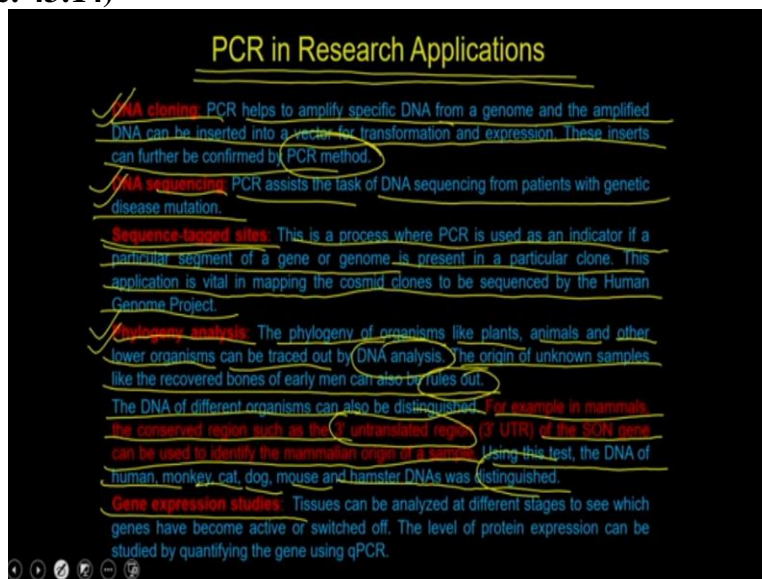 PCR in Research Applications
DNA cloning: PCR helps to amplify specific DNA from a genome and the amplified
DNA can be inserted into a vector for transformation and expression. These inserts
can further be confirmed by PCR method.
DNA sequencing: PCR assists the task of DNA sequencing from patients with genetic
disease mutation.
Sequence-tagged sites: This is a process where PCR is used as an indicator if a
particular segment of a gene or genome is present in a particular clone. This
application is vital in mapping the cosmid clones to be sequenced by the Human
Genome Project.
Phylogeny analysis: The phylogeny of organisms like plants, animals and other
lower organisms can be traced out by DNA analysis. The origin of unknown samples
like the recovered bones of early men can also be rules out.
The DNA of different organisms can also be distinguished. For example in mammals,
the conserved region such as the 3' untranslated region (3' UTR) of the SON gene
can be used to identify the mammalian origin of a sample. Using this test, the DNA of
human, monkey, cat, dog, mouse and hamster DNAs was distinguished.
Gene expression studies: Tissues can be analyzed at different stages to see which
genes have become active or switched off. The level of protein expression can be
studied by quantifying the gene using qPCR.